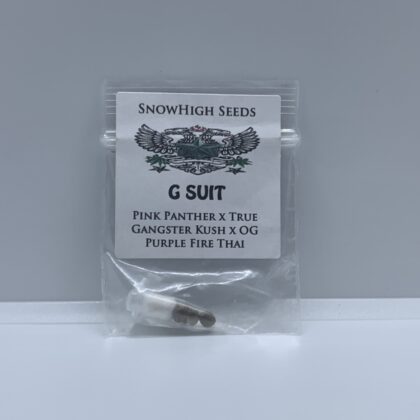 SnowHigh Seeds
G SUIT
Pink Panther x True
Gangster Kush x OG
Purple Fire Thai